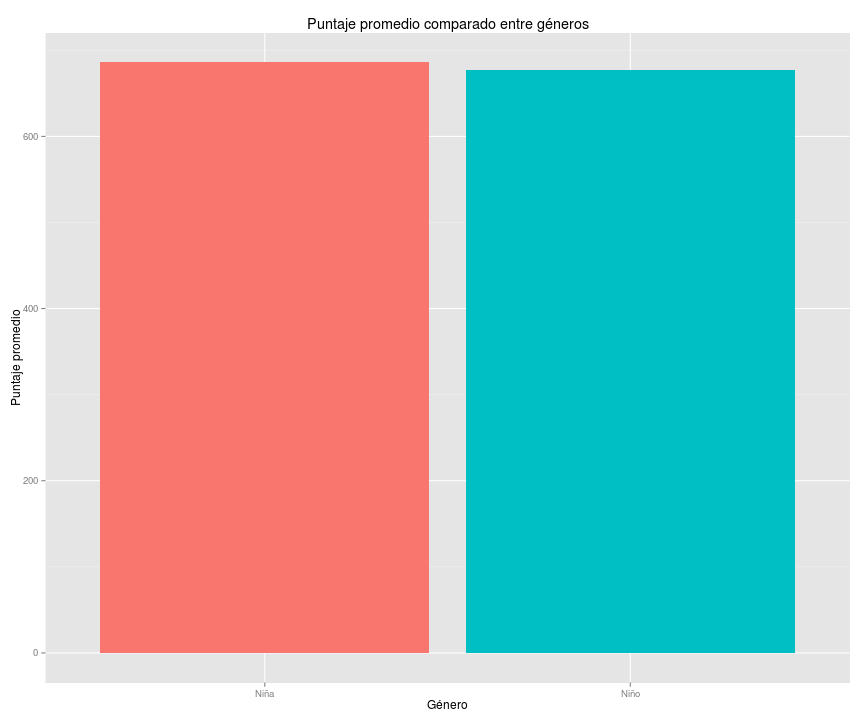 Puntaje promedio comparado entre géneros
Puntaje promedio
600
400
200
0
Niña
Niño
Género